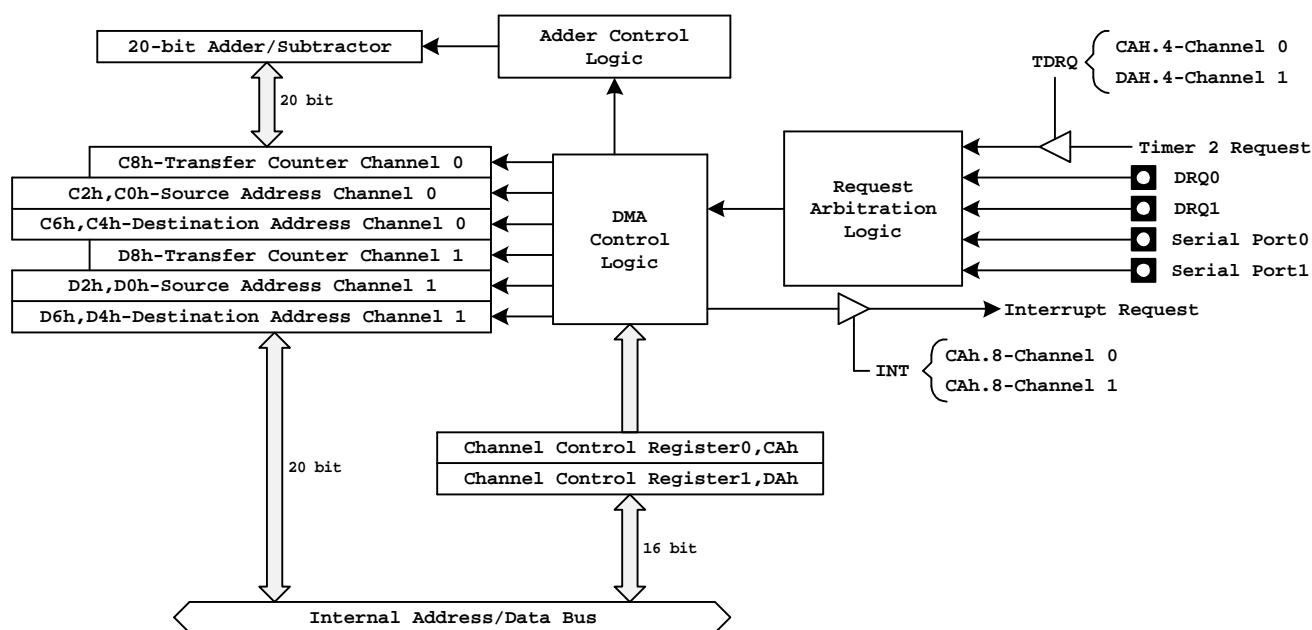 20-bit Adder/Subtractor
Adder Control
Logic
20 bit
TDRQ
CAH.4-Channel 0
DAH.4-Channel 1
C8h-Transfer Counter Channel 0
C2h,C0h-Source Address Channel 0
C6h,C4h-Destination Address Channel 0
D8h-Transfer Counter Channel 1
D2h,D0h-Source Address Channel 1
D6h,D4h-Destination Address Channel 1
DMA
Control
Logic
Request
Arbitration
Logic
Timer 2 Request
DRQ0
DRQ1
Serial Port0
Serial Port1
Interrupt Request
INT
CAh.8-Channel 0
CAh.8-Channel 1
Channel Control Register0,CAh
Channel Control Register1,DAh
20 bit
16 bit
Internal Address/Data Bus